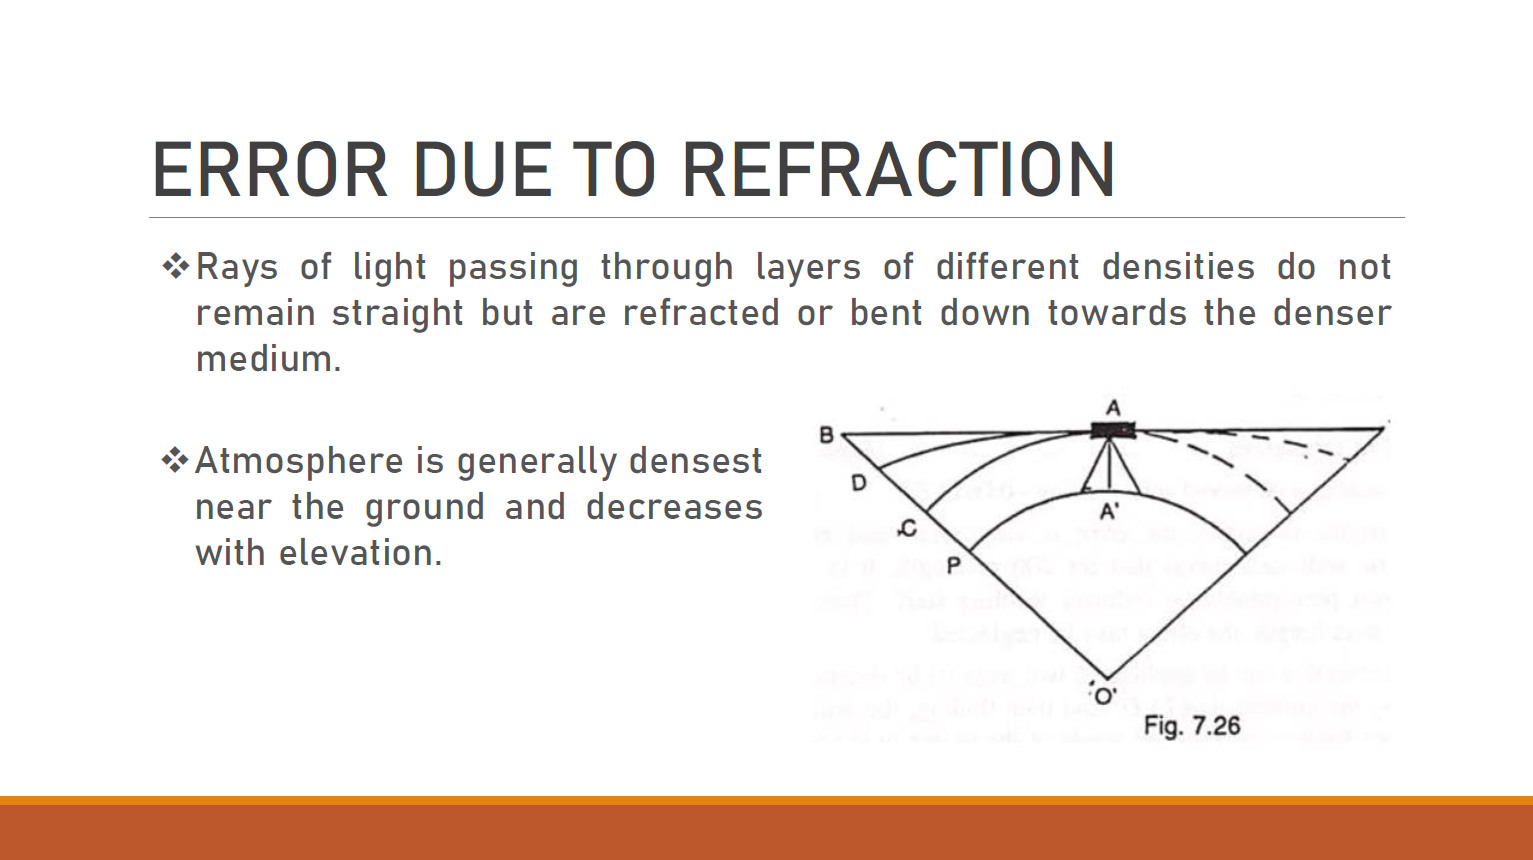 ERROR DUE TO REFRACTION
Rays of light passing through layers of different densities do not
remain straight but are refracted or bent down towards the denser
medium.
Atmosphere is generally densest
near the ground and decreases
with elevation.
A
B
D
A'
C
P
'O'
Fig. 7.26